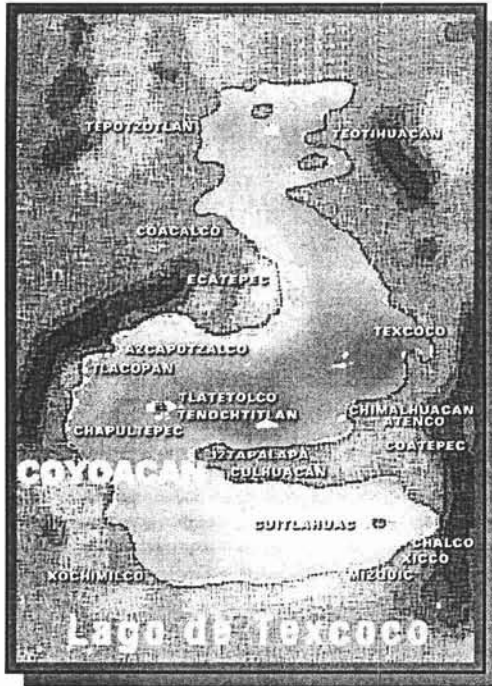 TEPOTZOTLAN
TEOTIHUACAN
COACALCO
ECATEPEC
TEXCOCO
AZCAPOTZALCO
TLACOPAN
TLATETOLCO
TENOCHTITLAN
CHIMALHUACAN
ATENCO
CHAPULTEPEC
COATEPEC
IZTAPALAPA
COYOACAN
CULHUACAN
CUITLAHUAC
CHALCO
XICCO
XOCHIMILCO
Lago de Texcoco